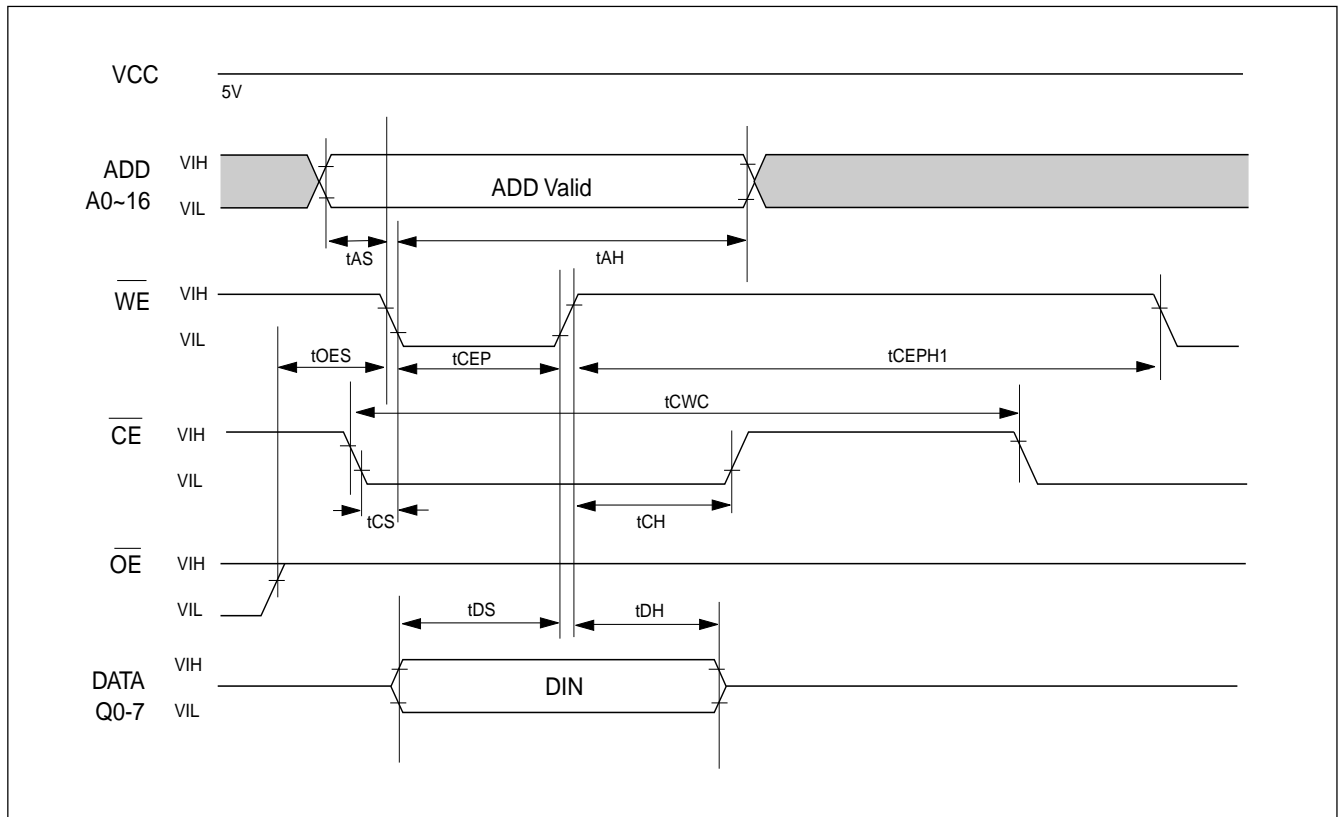 VCC
5V
ADD
A0~16
VIH
VIL
ADD Valid
tAS
tAH
WE
VIH
VIL
tOES
tCEP
tCEPH1
tCWC
CE
VIH
VIL
tCS
tCH
OE
VIH
VIL
tDS
tDH
DATA
Q0-7
VIH
VIL
DIN